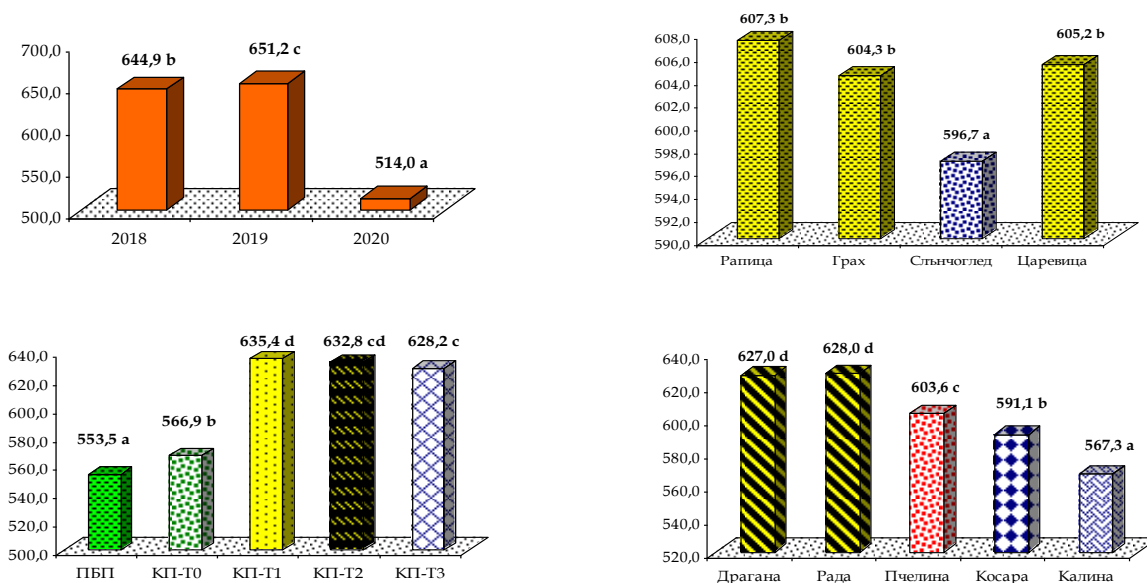 700,0
650,0
600,0
550,0
500,0
644,9 b
651,2 c
514,0 a
2018 2019 2020
608,0
606,0
604,0
602,0
600,0
598,0
596,0
594,0
592,0
590,0
607,3 b
604,3 b
596,7 a
605,2 b
Рапица Грах Слънчоглед Царевица
640,0
620,0
600,0
580,0
560,0
540,0
520,0
500,0
553,5 a
566,9 b
635,4 d
632,8 cd
628,2 c
ПБП КП-Т0 КП-Т1 КП-Т2 КП-Т3
640,0
620,0
600,0
580,0
560,0
540,0
520,0
627,0 d
628,0 d
603,6 c
591,1 b
567,3 a
Драгана Рада Пчелина Косара Калина